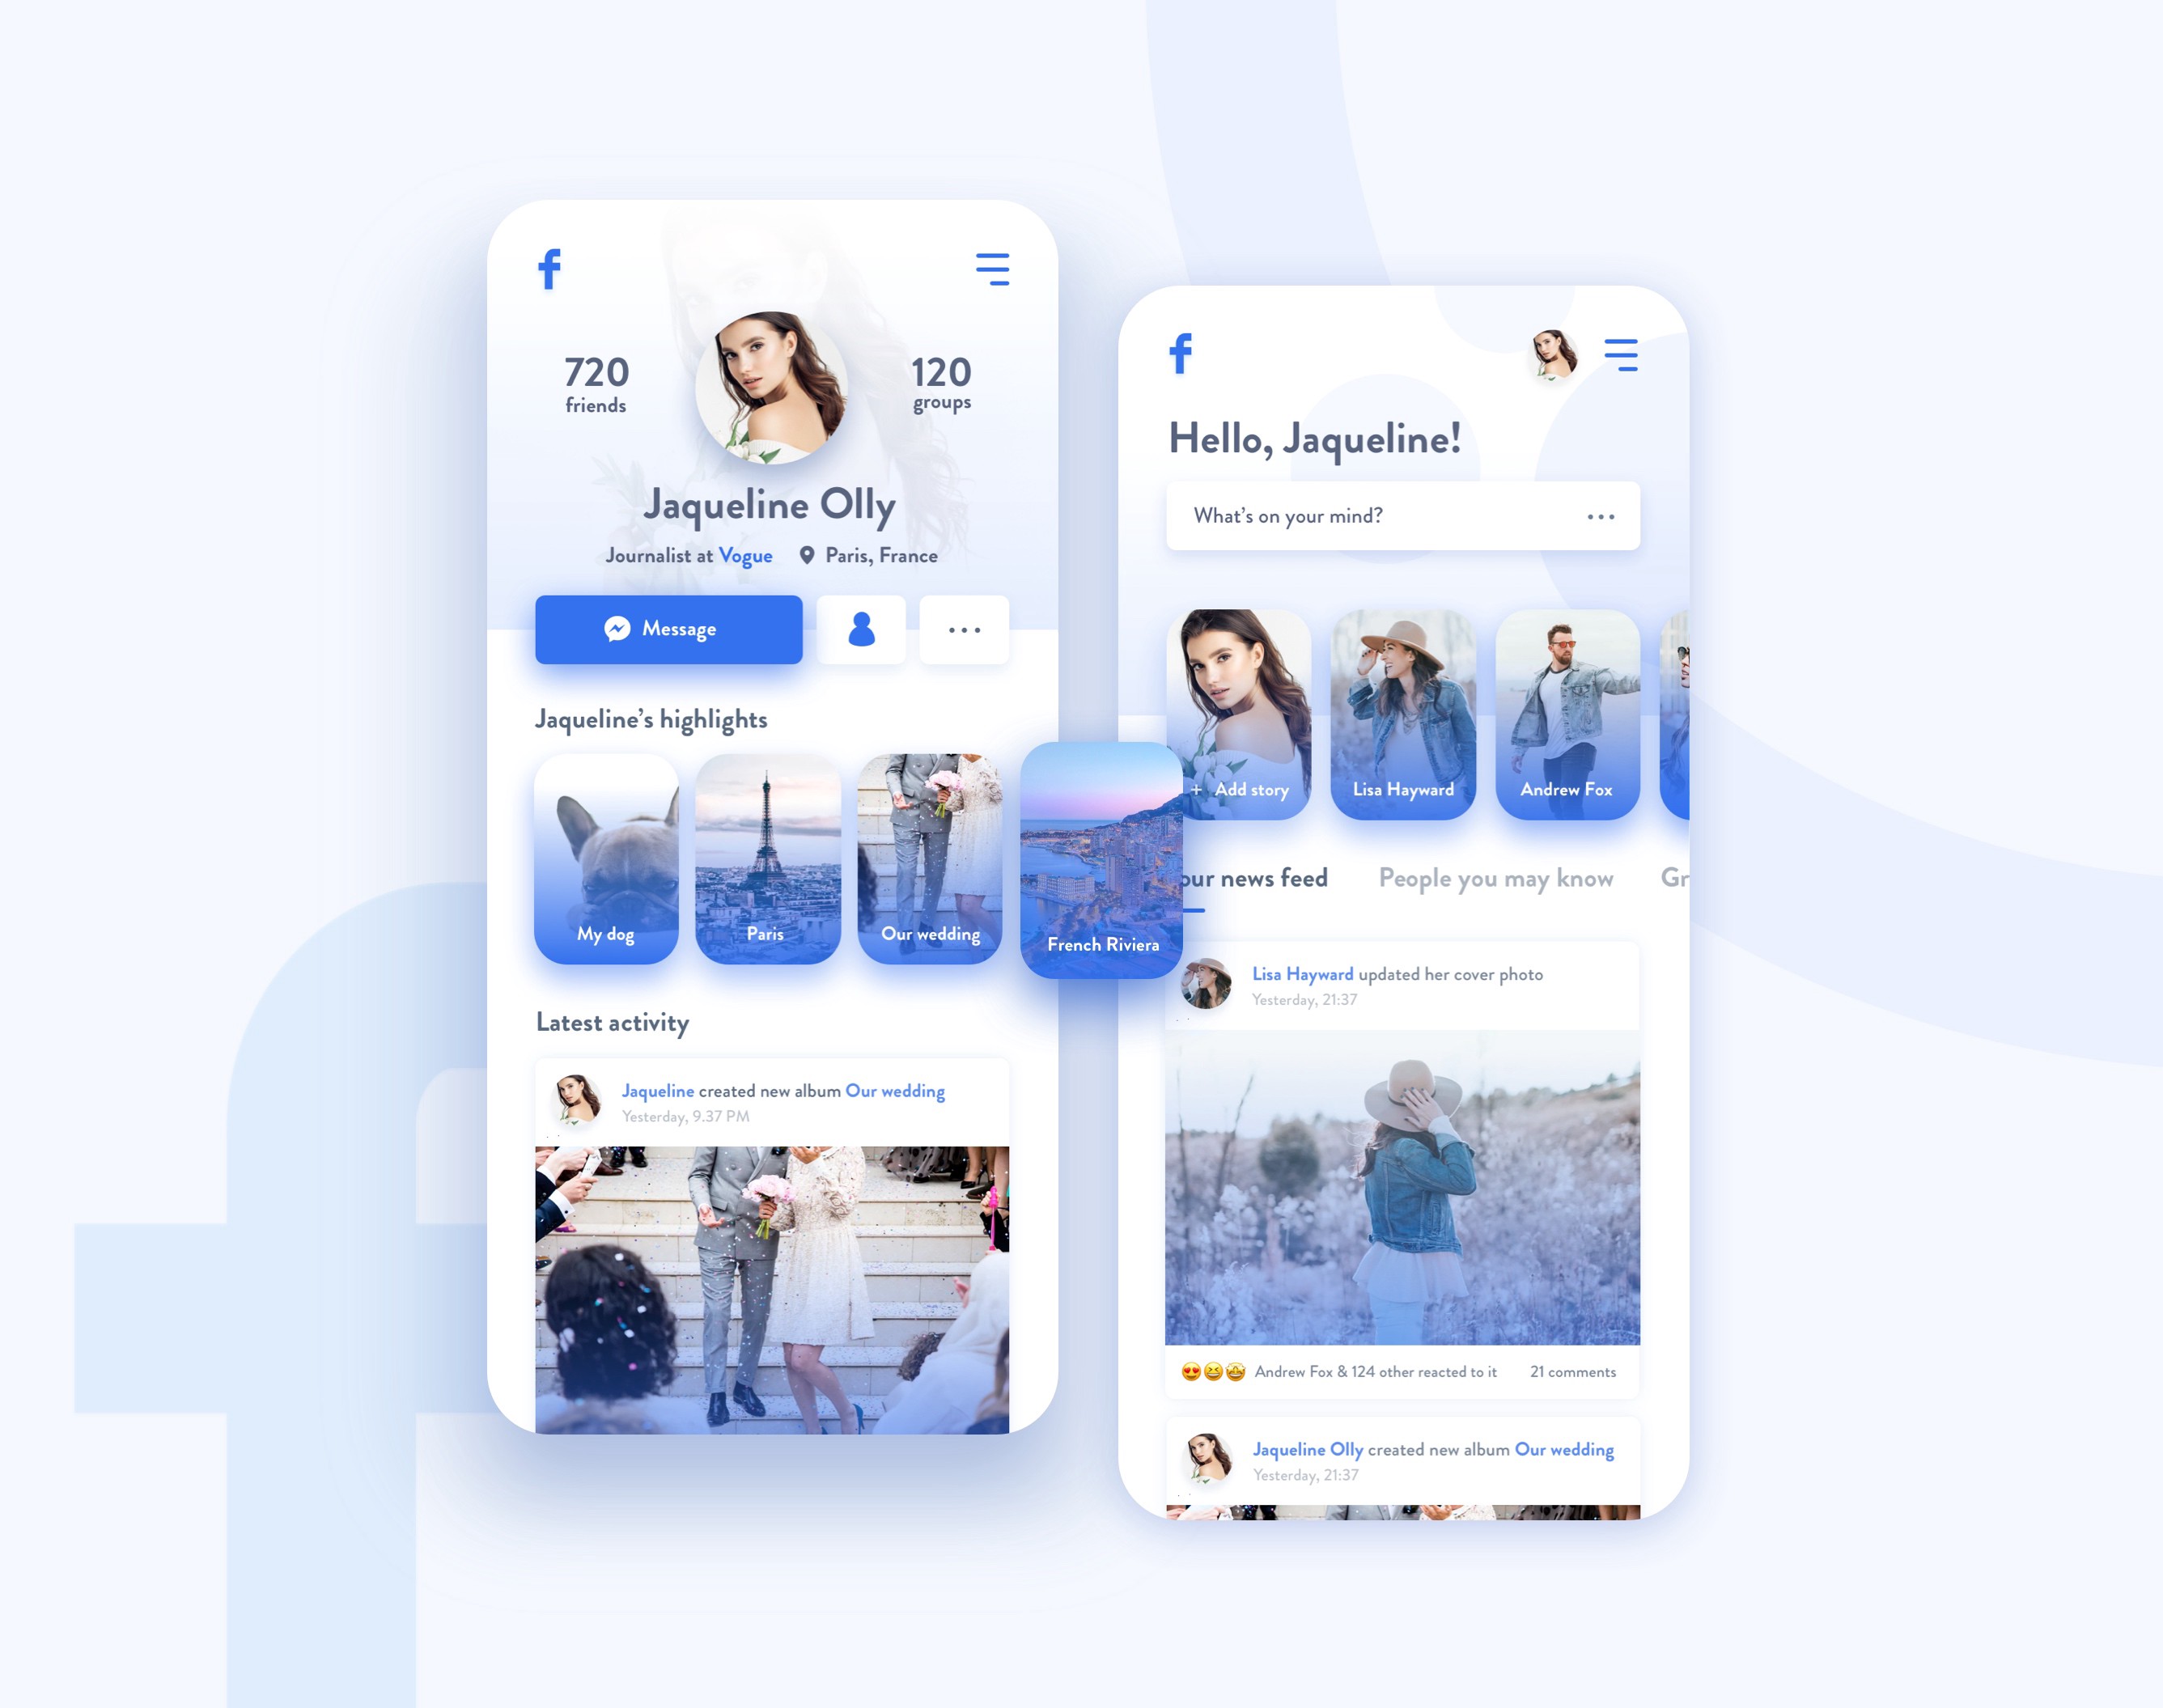 f
720
friends
120
groups
Jaqueline Olly
Journalist at Vogue
Paris, France
Message
Jaqueline's highlights
My dog
Paris
Our wedding
French Riviera
Latest activity
Jaqueline created new album Our wedding
Yesterday, 9.37 PM
f
Hello, Jaqueline!
What's on your mind?
+ Add story
Lisa Hayward
Andrew Fox
our news feed
People you may know
Gr
Lisa Hayward updated her cover photo
Yesterday, 21:37
Andrew Fox & 124 other reacted to it
21 comments
Jaqueline Olly created new album Our wedding
Yesterday, 21:37